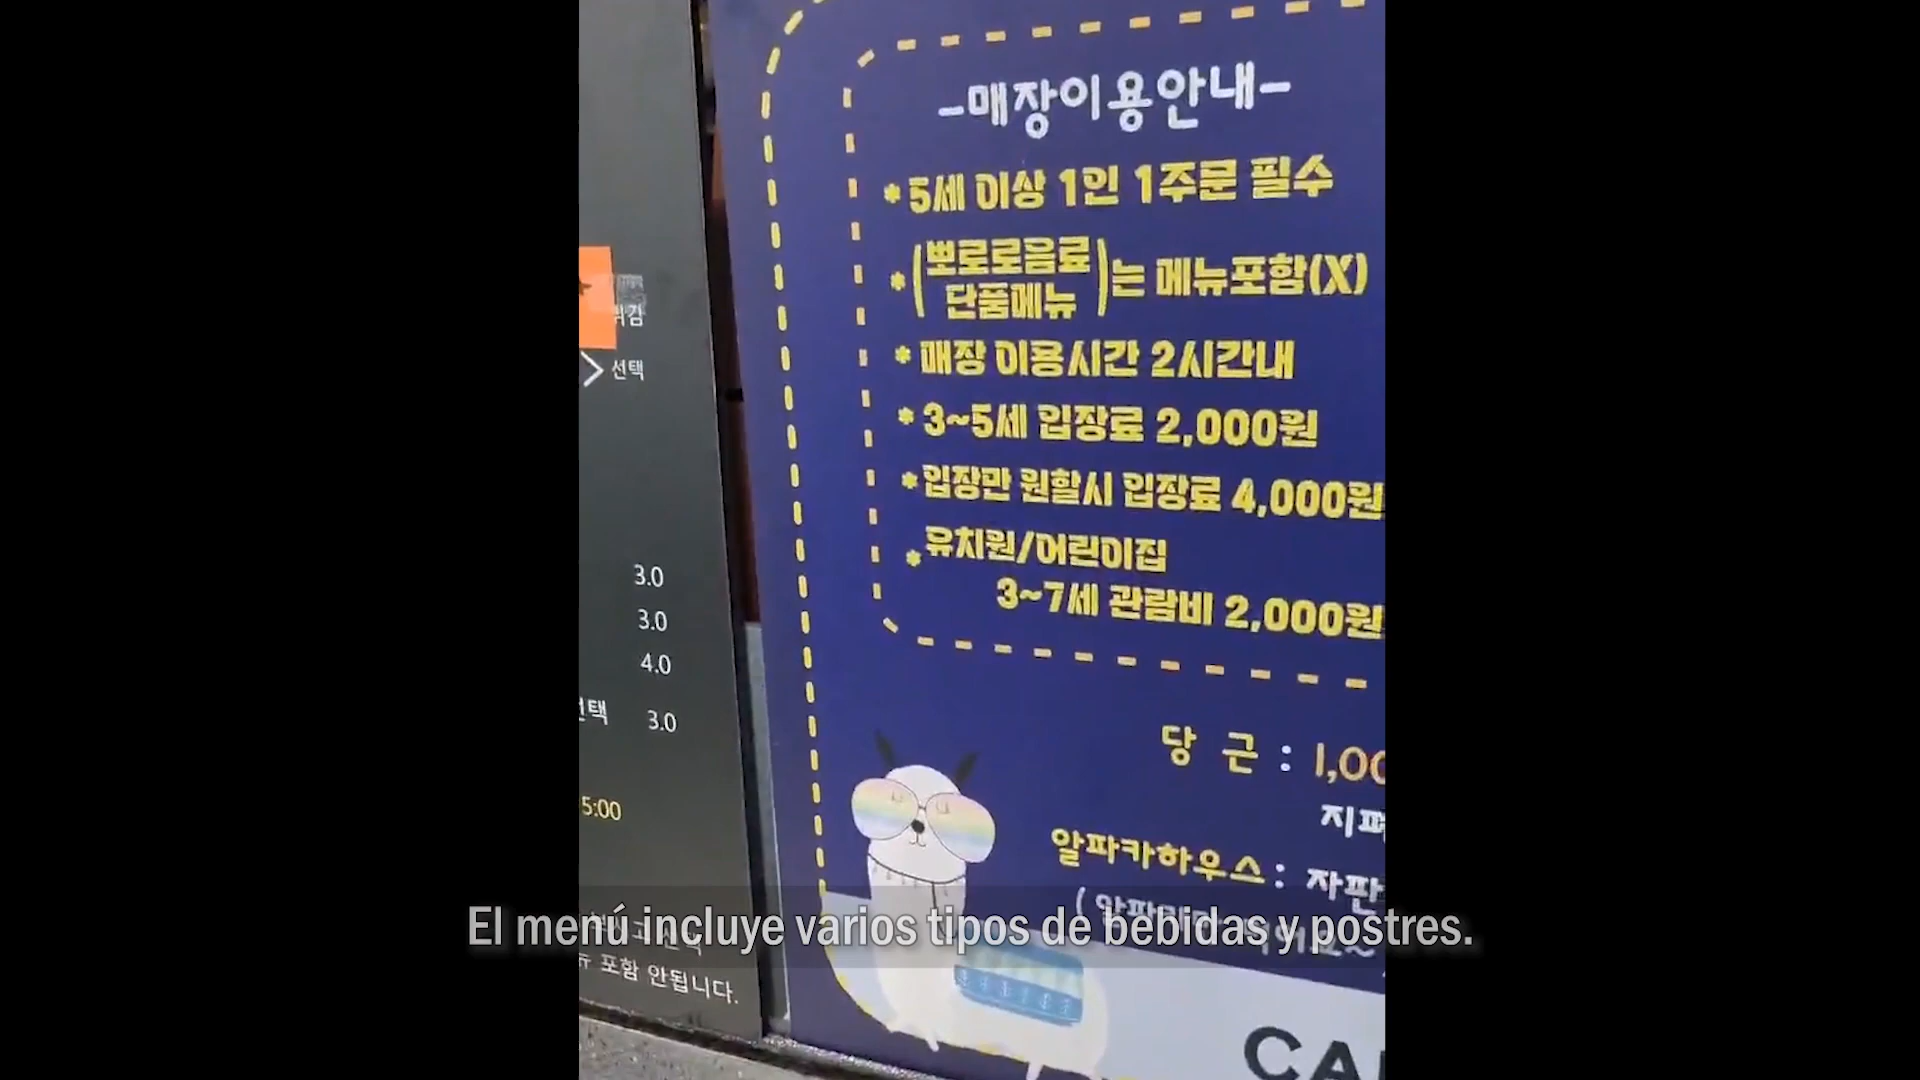 -매장이용안내-
* 5세 이상 1인 1주문 필수
* (뽀로로음료
단품메뉴) 는 메뉴포함(X)
* 매장 이용시간 2시간내
* 3~5세 입장료 2,000원
* 입장만 원할시 입장료 4,000원
* 유치원/어린이집
3~7세 관람비 2,000원
당 근 : 1,00
지폐
알파카하우스 : 자판
CA
선택
3.0
3.0
4.0
선택 3.0
5:00
포함 안됩니다.
El menú incluye varios tipos de bebidas y postres.